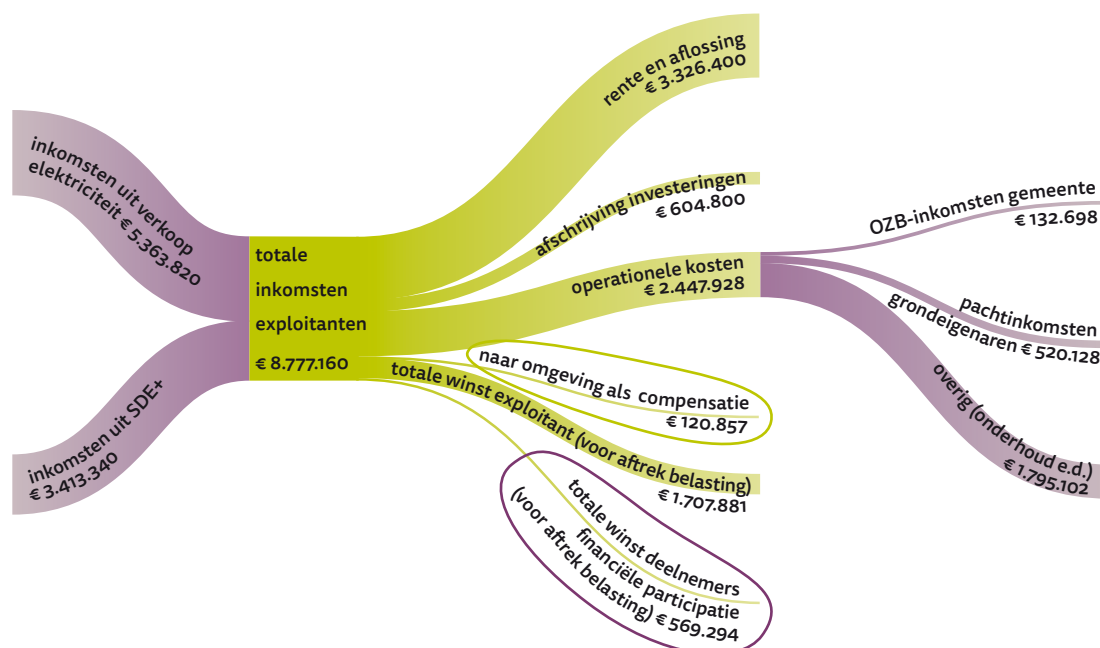 inkomsten uit verkoop
elektriciteit € 5.363.820
inkomsten uit SDE+
€ 3.413.340
totale
inkomsten
exploitanten
€ 8.777.160
rente en aflossing
€ 3.326.400
afschrijving investeringen
€ 604.800
operationele kosten
€ 2.447.928
naar omgeving als compensatie
€ 120.857
totale winst exploitant (voor aftrek belasting)
€ 1.707.881
totale winst deelnemers
financiële participatie
(voor aftrek belasting) € 569.294
OZB-inkomsten gemeente
€ 132.698
pachtinkomsten
grondeigenaren € 520.128
overig (onderhoud e.d.)
€ 1.795.102